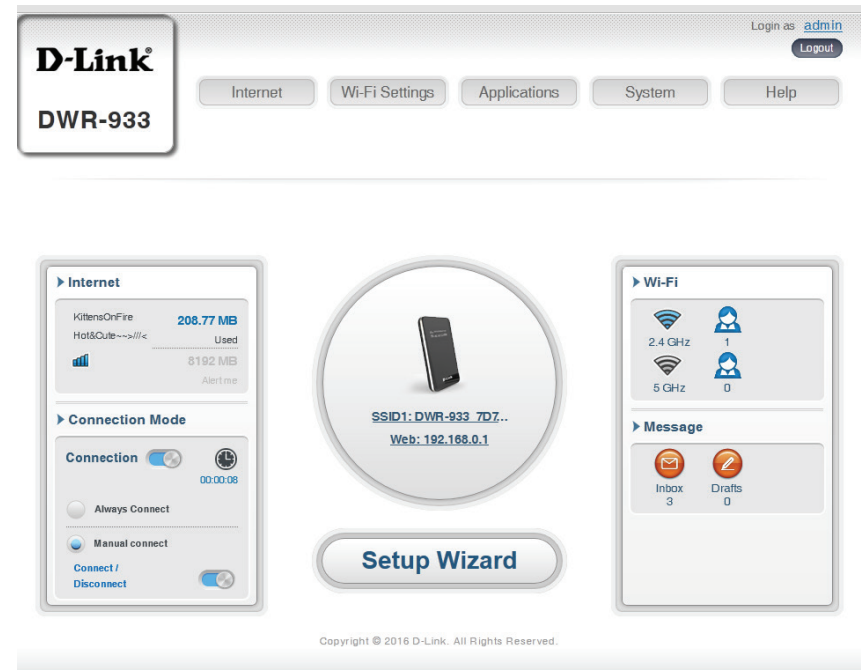 Login as admin
Logout
D-Link®
DWR-933
Internet
Wi-Fi Settings
Applications
System
Help
Internet
KittensOnFire
208.77 MB
Hot&Cute~~>///<
Used
8192 MB
Alert me
Connection Mode
Connection
00:00:08
Always Connect
Manual connect
Connect /
Disconnect
SSID1: DWR-933_7D7...
Web: 192.168.0.1
Setup Wizard
Wi-Fi
2.4 GHz
1
5 GHz
0
Message
Inbox
3
Drafts
0
Copyright © 2016 D-Link. All Rights Reserved.